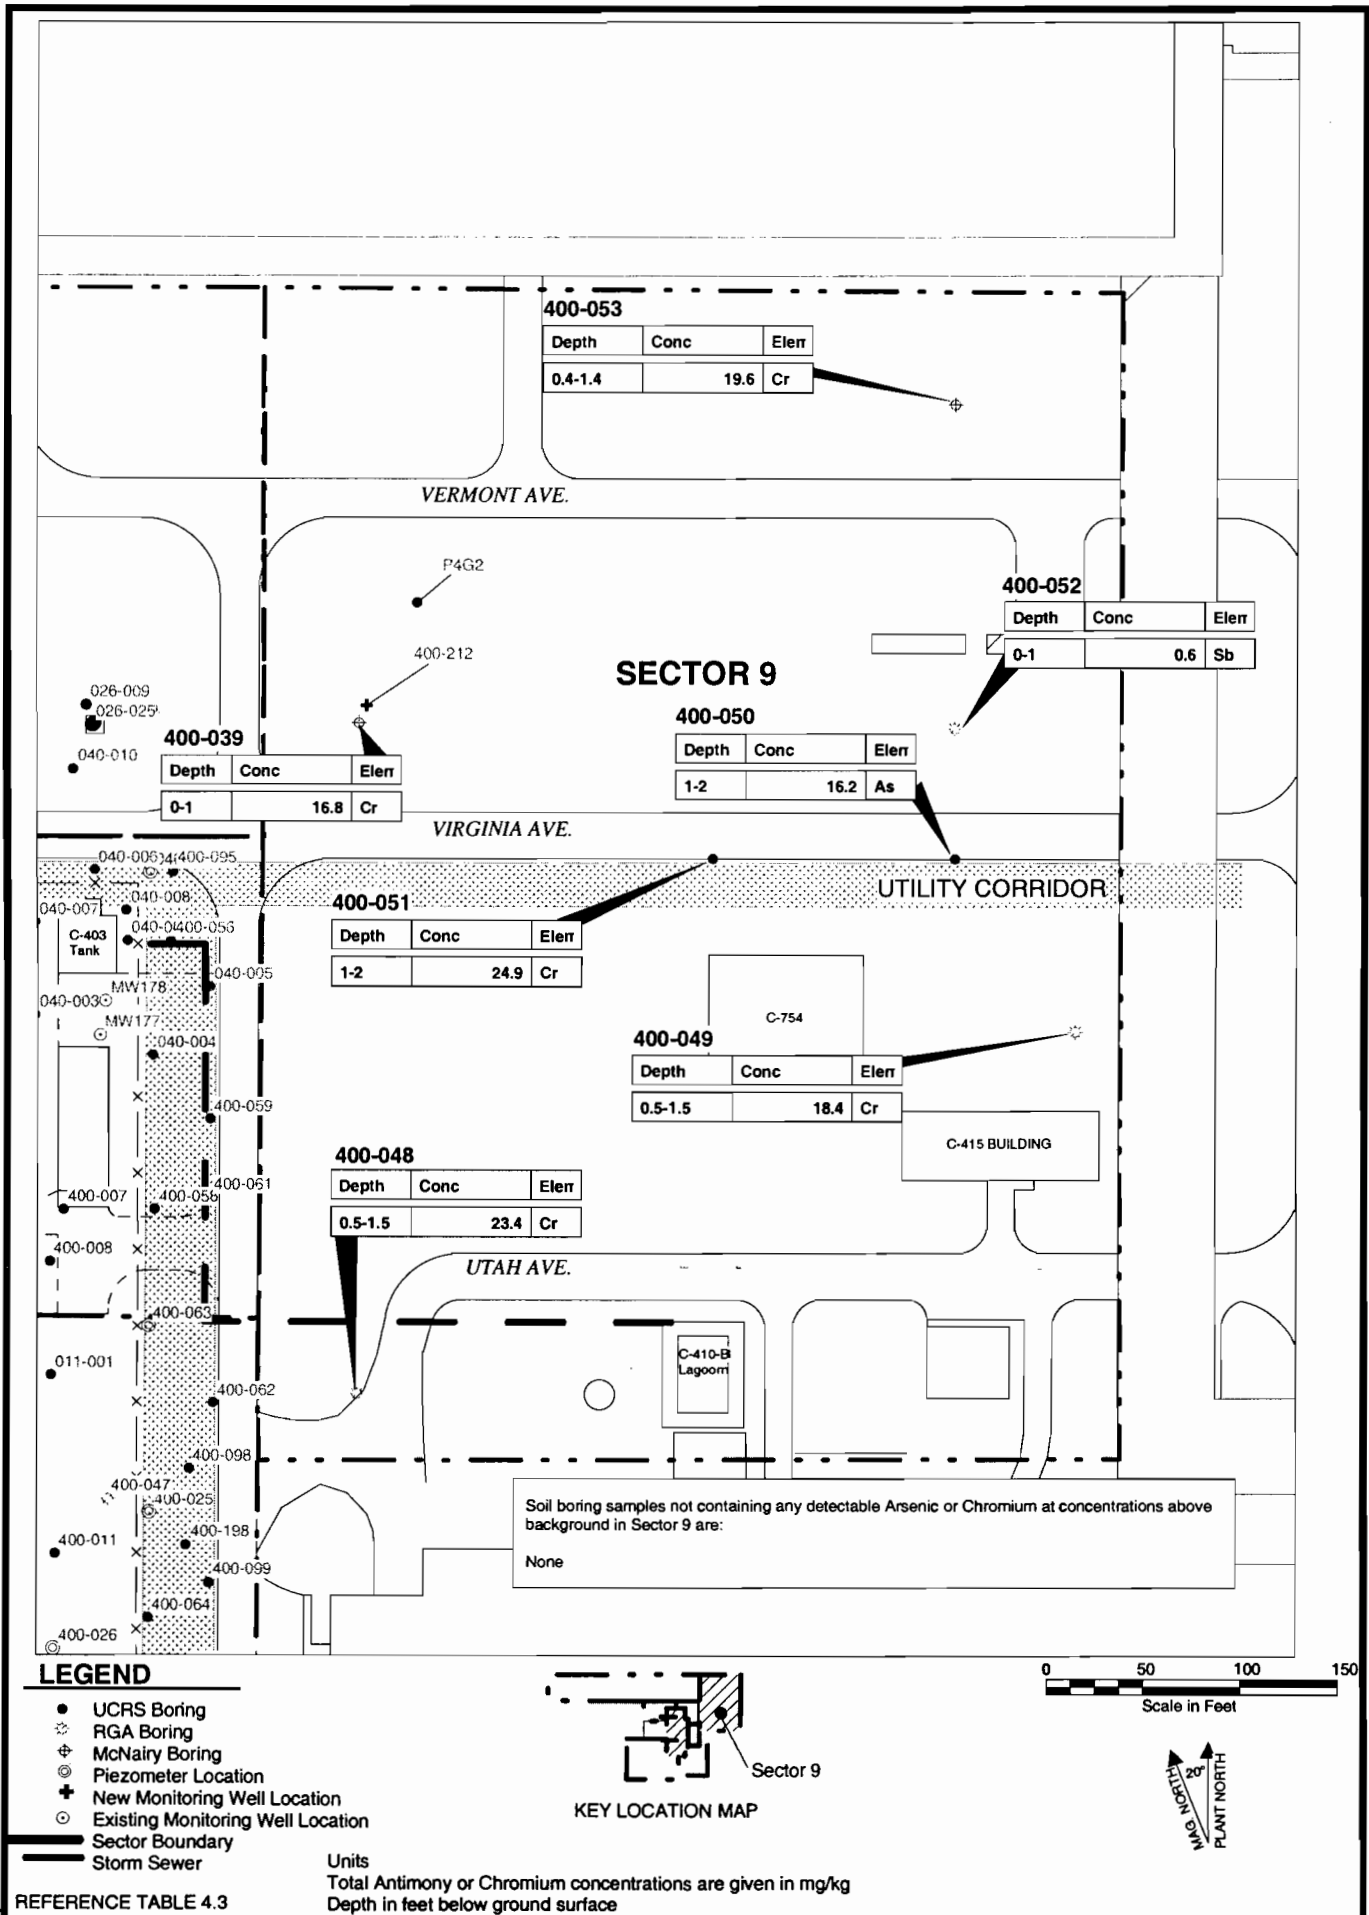 400-053
Depth Conc Elem
0.4-1.4 19.6 Cr
VERMONT AVE.
P4G2
400-052
Depth Conc Elem
0-1 0.6 Sb
400-212
SECTOR 9
026-009
026-025
400-050
Depth Conc Elem
1-2 16.2 As
400-039
040-010
Depth Conc Elem
0-1 16.8 Cr
VIRGINIA AVE.
040-006
400-095
UTILITY CORRIDOR
040-008
040-007
400-051
Depth Conc Elem
1-2 24.9 Cr
C-403
Tank
400-056
040-005
MW178
040-003
MW177
C-754
400-049
Depth Conc Elem
0.5-1.5 18.4 Cr
040-004
400-059
C-415 BUILDING
400-048
Depth Conc Elem
0.5-1.5 23.4 Cr
400-061
400-007
400-058
400-008
UTAH AVE.
400-063
C-410-B
Lagoon
011-001
400-062
400-098
400-047
400-025
Soil boring samples not containing any detectable Arsenic or Chromium at concentrations above
background in Sector 9 are:
None
400-198
400-011
400-099
400-064
400-026
LEGEND
UCRS Boring
RGA Boring
McNairy Boring
Piezometer Location
New Monitoring Well Location
Existing Monitoring Well Location
Sector Boundary
Storm Sewer
REFERENCE TABLE 4.3
Sector 9
KEY LOCATION MAP
0 50 100 150
Scale in Feet
MAG. NORTH
20°
PLANT NORTH
Units
Total Antimony or Chromium concentrations are given in mg/kg
Depth in feet below ground surface